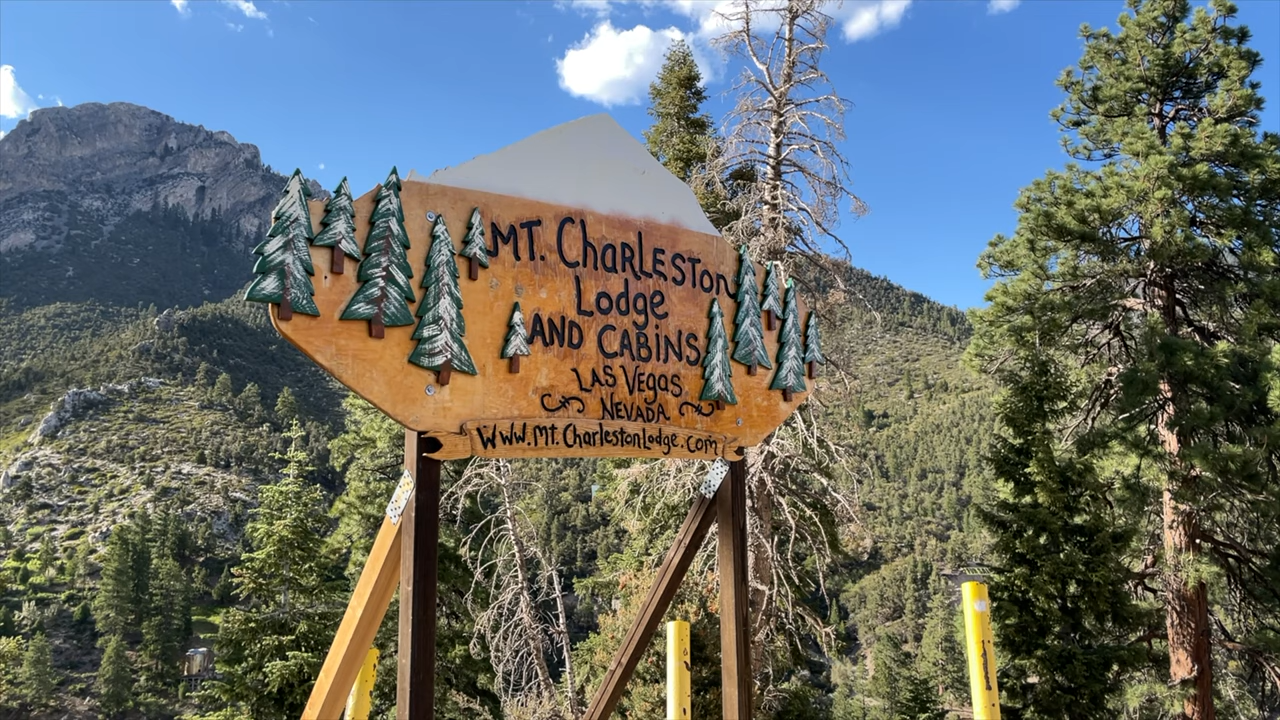 MT. CharLeston
Lodge
AND CABINS
LAS VEGAS
NEVADA
WWW.MT.CharlestonLodge.com